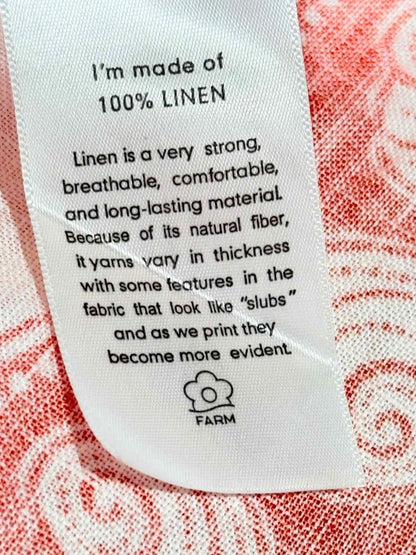 I'm made of
100% LINEN
Linen is a very strong,
breathable, comfortable,
and long-lasting material.
Because of its natural fiber,
it yarns vary in thickness
with some features in the
fabric that look like "slubs"
and as we print they
become more evident.
FARM